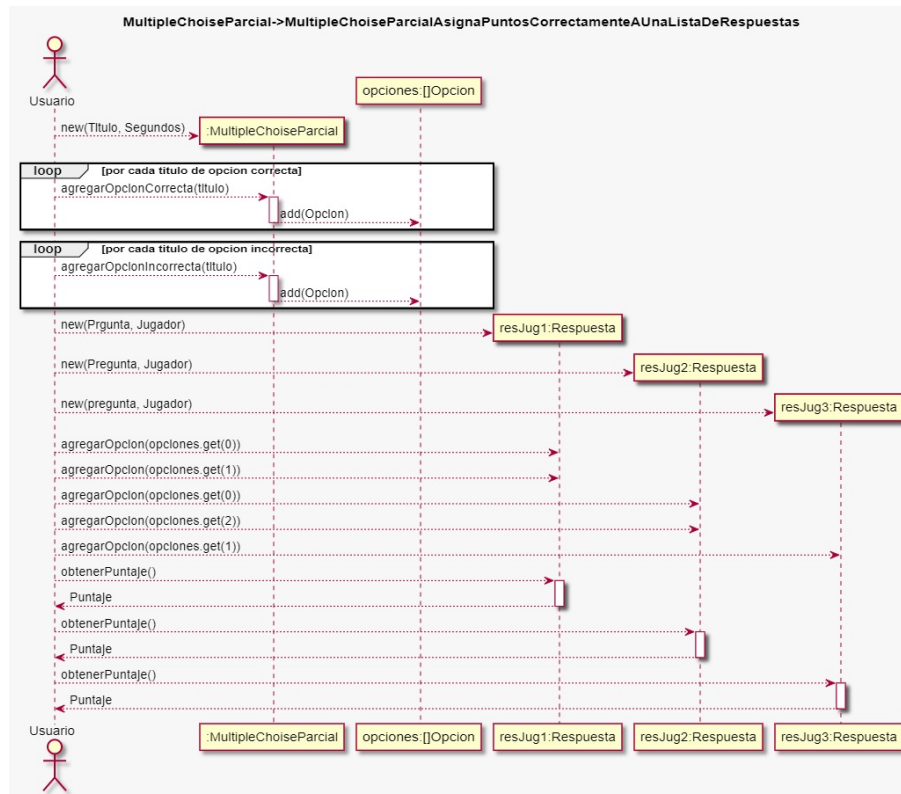 MultipleChoiseParcial->MultipleChoiseParcialAsignaPuntosCorrectamenteAUnaListaDeRespuestas
Usuario
opciones:[]Opcion
new(Titulo, Segundos)
:MultipleChoiseParcial
loop [por cada titulo de opcion correcta]
agregarOpcionCorrecta(titulo)
add(Opcion)
loop [por cada titulo de opcion incorrecta]
agregarOpcionIncorrecta(titulo)
add(Opcion)
new(Prgunta, Jugador)
resJug1:Respuesta
new(Pregunta, Jugador)
resJug2:Respuesta
new(pregunta, Jugador)
resJug3:Respuesta
agregarOpcion(opciones.get(0))
agregarOpcion(opciones.get(1))
agregarOpcion(opciones.get(0))
agregarOpcion(opciones.get(2))
agregarOpcion(opciones.get(1))
obtenerPuntaje()
Puntaje
obtenerPuntaje()
Puntaje
obtenerPuntaje()
Puntaje
Usuario
:MultipleChoiseParcial
opciones:[]Opcion
resJug1:Respuesta
resJug2:Respuesta
resJug3:Respuesta